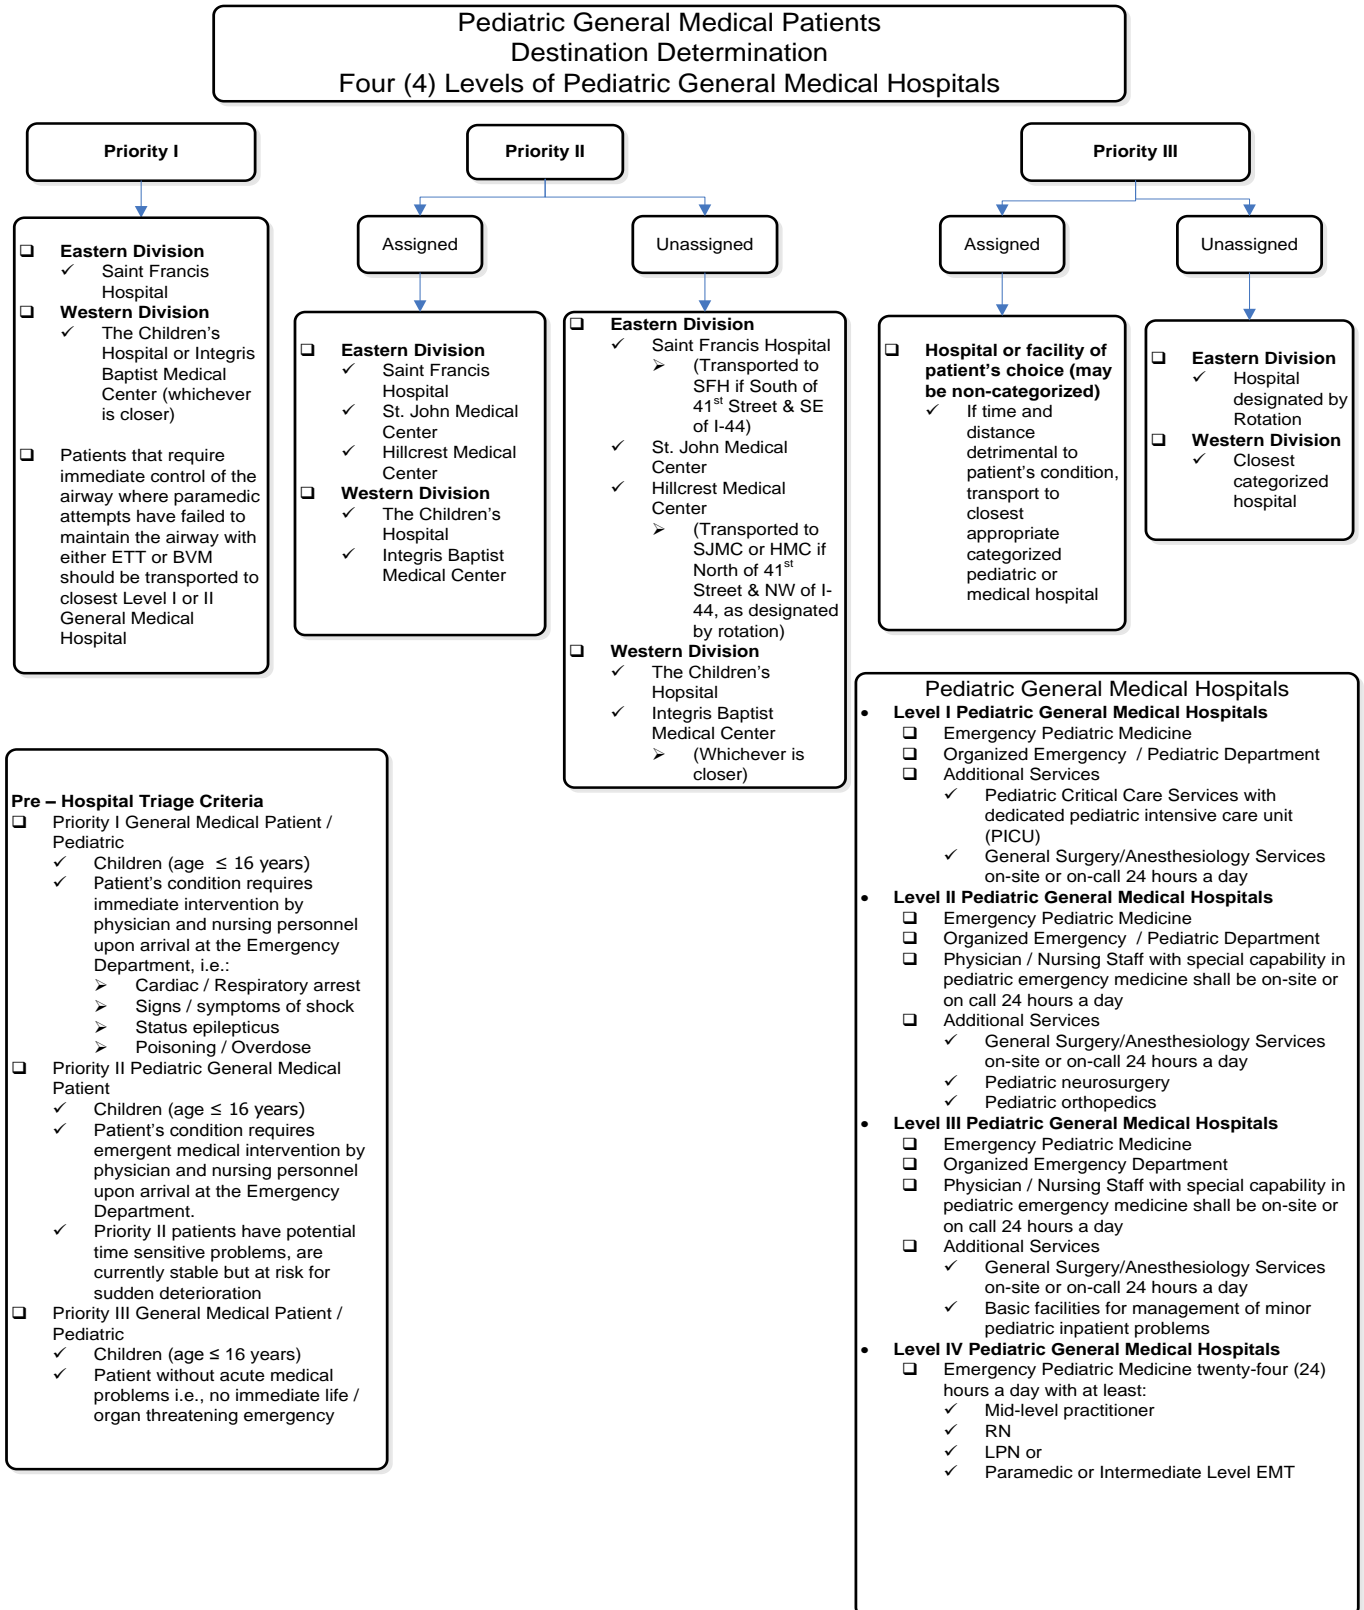 Pediatric General Medical Patients
Destination Determination
Four (4) Levels of Pediatric General Medical Hospitals
Priority I
Priority II
Priority III
Assigned
Unassigned
Assigned
Unassigned
❑ Eastern Division
✓ Saint Francis
Hospital
❑ Western Division
✓ The Children’s
Hospital or Integris
Baptist Medical
Center (whichever
is closer)
❑ Patients that require
immediate control of the
airway where paramedic
attempts have failed to
maintain the airway with
either ETT or BVM
should be transported to
closest Level I or II
General Medical
Hospital
❑ Eastern Division
✓ Saint Francis
Hospital
✓ St. John Medical
Center
✓ Hillcrest Medical
Center
❑ Western Division
✓ The Children’s
Hospital
✓ Integris Baptist
Medical Center
❑ Eastern Division
✓ Saint Francis Hospital
➢ (Transported to
SFH if South of
41st Street & SE
of I-44)
✓ St. John Medical
Center
✓ Hillcrest Medical
Center
➢ (Transported to
SJMC or HMC if
North of 41st
Street & NW of I-
44, as designated
by rotation)
❑ Western Division
✓ The Children’s
Hopsital
✓ Integris Baptist
Medical Center
➢ (Whichever is
closer)
❑ Hospital or facility of
patient’s choice (may
be non-categorized)
✓ If time and
distance
detrimental to
patient’s condition,
transport to
closest
appropriate
categorized
pediatric or
medical hospital
❑ Eastern Division
✓ Hospital
designated by
Rotation
❑ Western Division
✓ Closest
categorized
hospital
Pre – Hospital Triage Criteria
❑ Priority I General Medical Patient /
Pediatric
✓ Children (age ≤ 16 years)
✓ Patient’s condition requires
immediate intervention by
physician and nursing personnel
upon arrival at the Emergency
Department, i.e.:
➢ Cardiac / Respiratory arrest
➢ Signs / symptoms of shock
➢ Status epilepticus
➢ Poisoning / Overdose
❑ Priority II Pediatric General Medical
Patient
✓ Children (age ≤ 16 years)
✓ Patient’s condition requires
emergent medical intervention by
physician and nursing personnel
upon arrival at the Emergency
Department.
✓ Priority II patients have potential
time sensitive problems, are
currently stable but at risk for
sudden deterioration
❑ Priority III General Medical Patient /
Pediatric
✓ Children (age ≤ 16 years)
✓ Patient without acute medical
problems i.e., no immediate life /
organ threatening emergency
Pediatric General Medical Hospitals
• Level I Pediatric General Medical Hospitals
❑ Emergency Pediatric Medicine
❑ Organized Emergency / Pediatric Department
❑ Additional Services
✓ Pediatric Critical Care Services with
dedicated pediatric intensive care unit
(PICU)
✓ General Surgery/Anesthesiology Services
on-site or on-call 24 hours a day
• Level II Pediatric General Medical Hospitals
❑ Emergency Pediatric Medicine
❑ Organized Emergency / Pediatric Department
❑ Physician / Nursing Staff with special capability in
pediatric emergency medicine shall be on-site or
on call 24 hours a day
❑ Additional Services
✓ General Surgery/Anesthesiology Services
on-site or on-call 24 hours a day
✓ Pediatric neurosurgery
✓ Pediatric orthopedics
• Level III Pediatric General Medical Hospitals
❑ Emergency Pediatric Medicine
❑ Organized Emergency Department
❑ Physician / Nursing Staff with special capability in
pediatric emergency medicine shall be on-site or
on call 24 hours a day
❑ Additional Services
✓ General Surgery/Anesthesiology Services
on-site or on-call 24 hours a day
✓ Basic facilities for management of minor
pediatric inpatient problems
• Level IV Pediatric General Medical Hospitals
❑ Emergency Pediatric Medicine twenty-four (24)
hours a day with at least:
✓ Mid-level practitioner
✓ RN
✓ LPN or
✓ Paramedic or Intermediate Level EMT